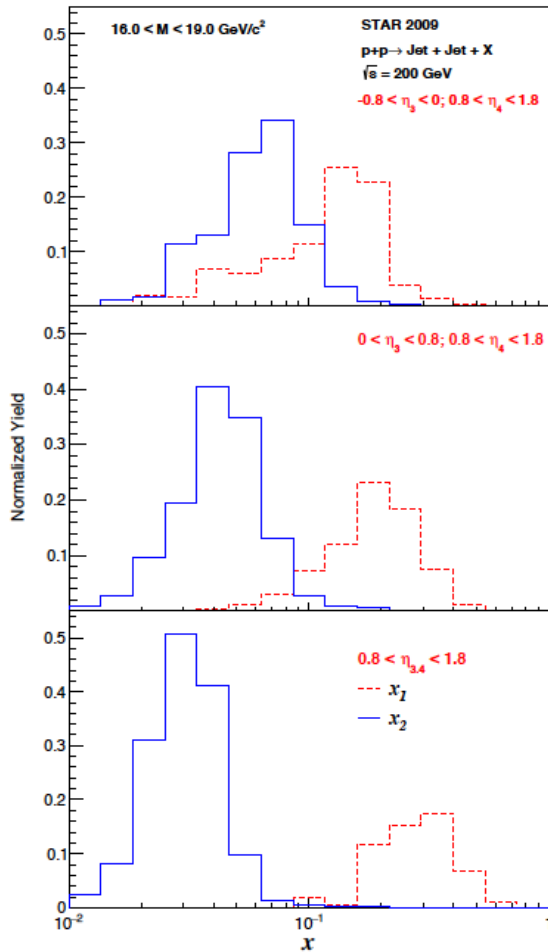 16.0 < M < 19.0 GeV/c²
STAR 2009
p+p→ Jet + Jet + X
√s = 200 GeV
-0.8 < η₃ < 0; 0.8 < η₄ < 1.8
0.5
0.4
0.3
0.2
0.1
0 < η₃ < 0.8; 0.8 < η₄ < 1.8
0.5
0.4
0.3
0.2
0.1
Normalized Yield
0.8 < η₃.₄ < 1.8
x₁
x₂
0.5
0.4
0.3
0.2
0.1
0
10⁻²
10⁻¹
1
x